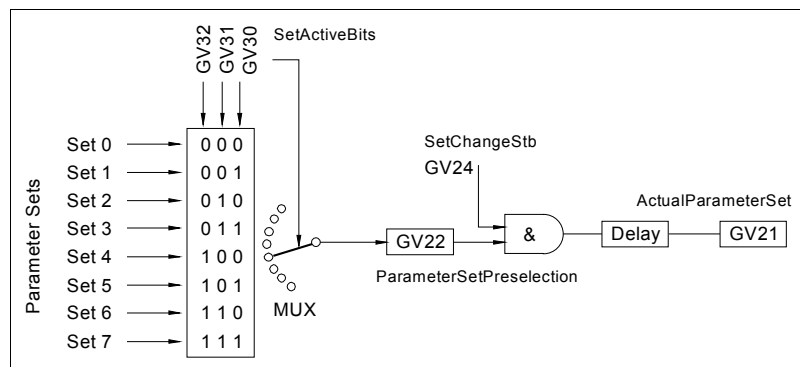 GV32 GV31 GV30 SetActiveBits
Parameter Sets
Set 0 0 0 0
Set 1 0 0 1
Set 2 0 1 0
Set 3 0 1 1
Set 4 1 0 0
Set 5 1 0 1
Set 6 1 1 0
Set 7 1 1 1
MUX
GV22
ParameterSetPreselection
SetChangeStb
GV24
&
Delay
ActualParameterSet
GV21